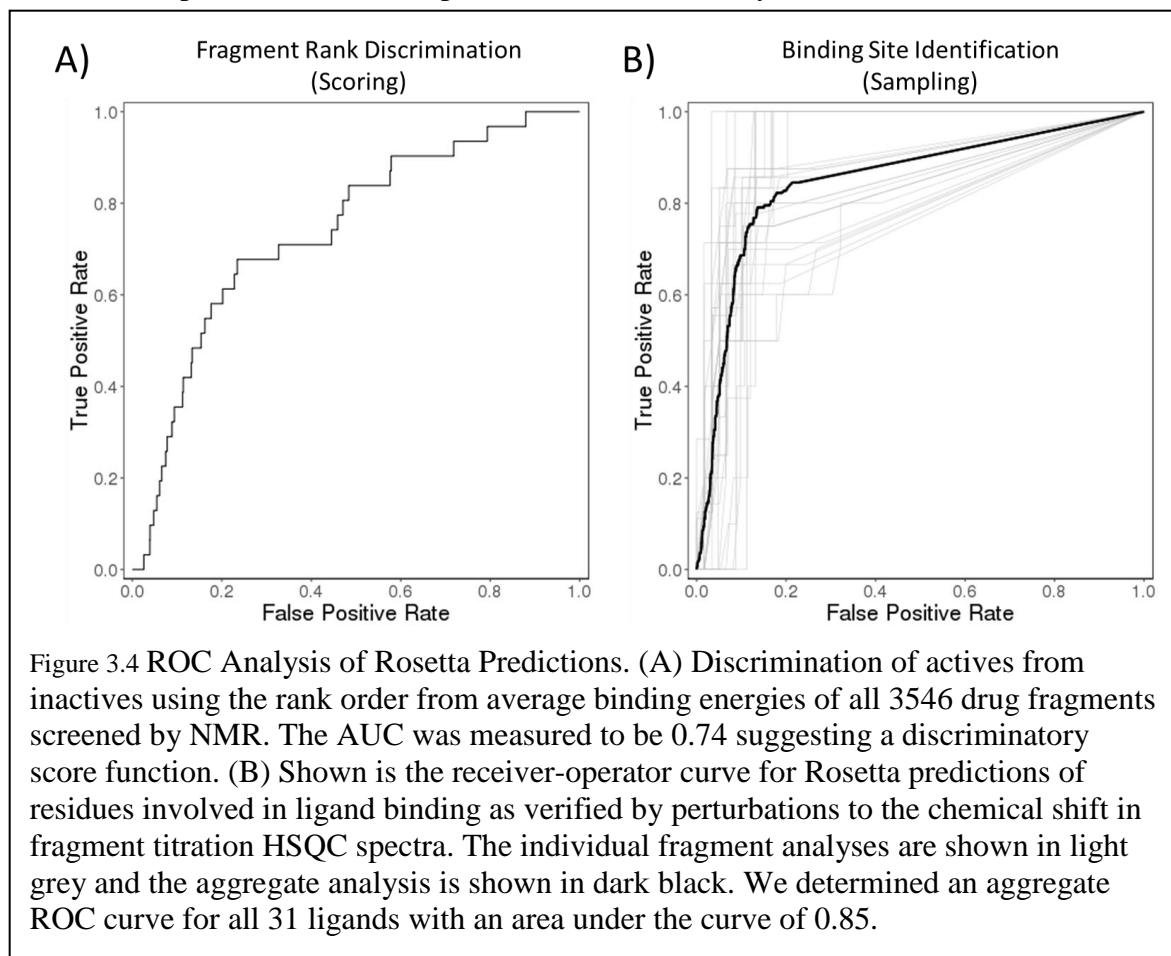 A)
Fragment Rank Discrimination
(Scoring)
True Positive Rate
1.0
0.8
0.6
0.4
0.2
0.0
0.0 0.2 0.4 0.6 0.8 1.0
False Positive Rate
B)
Binding Site Identification
(Sampling)
True Positive Rate
1.0
0.8
0.6
0.4
0.2
0.0
0.0 0.2 0.4 0.6 0.8 1.0
False Positive Rate
Figure 3.4 ROC Analysis of Rosetta Predictions. (A) Discrimination of actives from
inactives using the rank order from average binding energies of all 3546 drug fragments
screened by NMR. The AUC was measured to be 0.74 suggesting a discriminatory
score function. (B) Shown is the receiver-operator curve for Rosetta predictions of
residues involved in ligand binding as verified by perturbations to the chemical shift in
fragment titration HSQC spectra. The individual fragment analyses are shown in light
grey and the aggregate analysis is shown in dark black. We determined an aggregate
ROC curve for all 31 ligands with an area under the curve of 0.85.